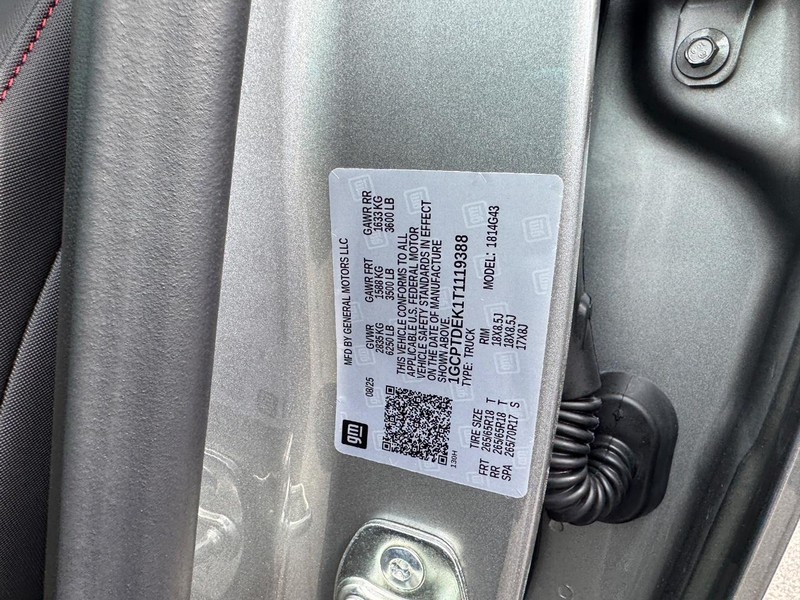 gm
MFD BY GENERAL MOTORS LLC
08/25
GVWR GAWR FRT GAWR RR
2835 KG 1588 KG 1633 KG
6250 LB 3500 LB 3600 LB
THIS VEHICLE CONFORMS TO ALL
APPLICABLE U.S. FEDERAL MOTOR
VEHICLE SAFETY STANDARDS IN EFFECT
ON THE DATE OF MANUFACTURE
SHOWN ABOVE.
1GCPTDEK1T1119388
TYPE: TRUCK MODEL: 1814G43
130H
TIRE SIZE RIM
FRT 265/65R18 T 18X8.5J
RR 265/65R18 T 18X8.5J
SPA 265/70R17 S 17X8J